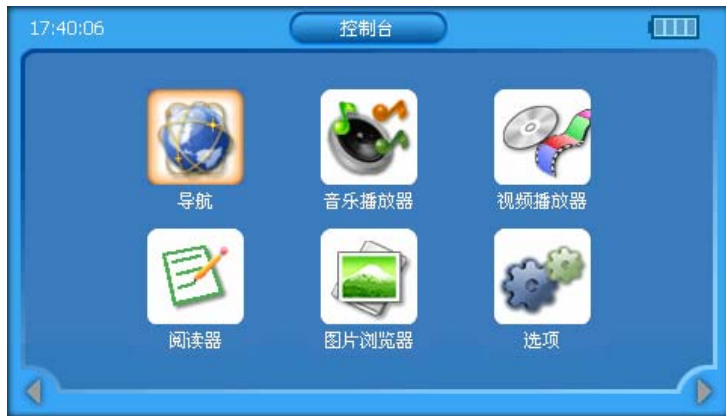 17:40:06
控制台
导航
音乐播放器
视频播放器
阅读器
图片浏览器
选项